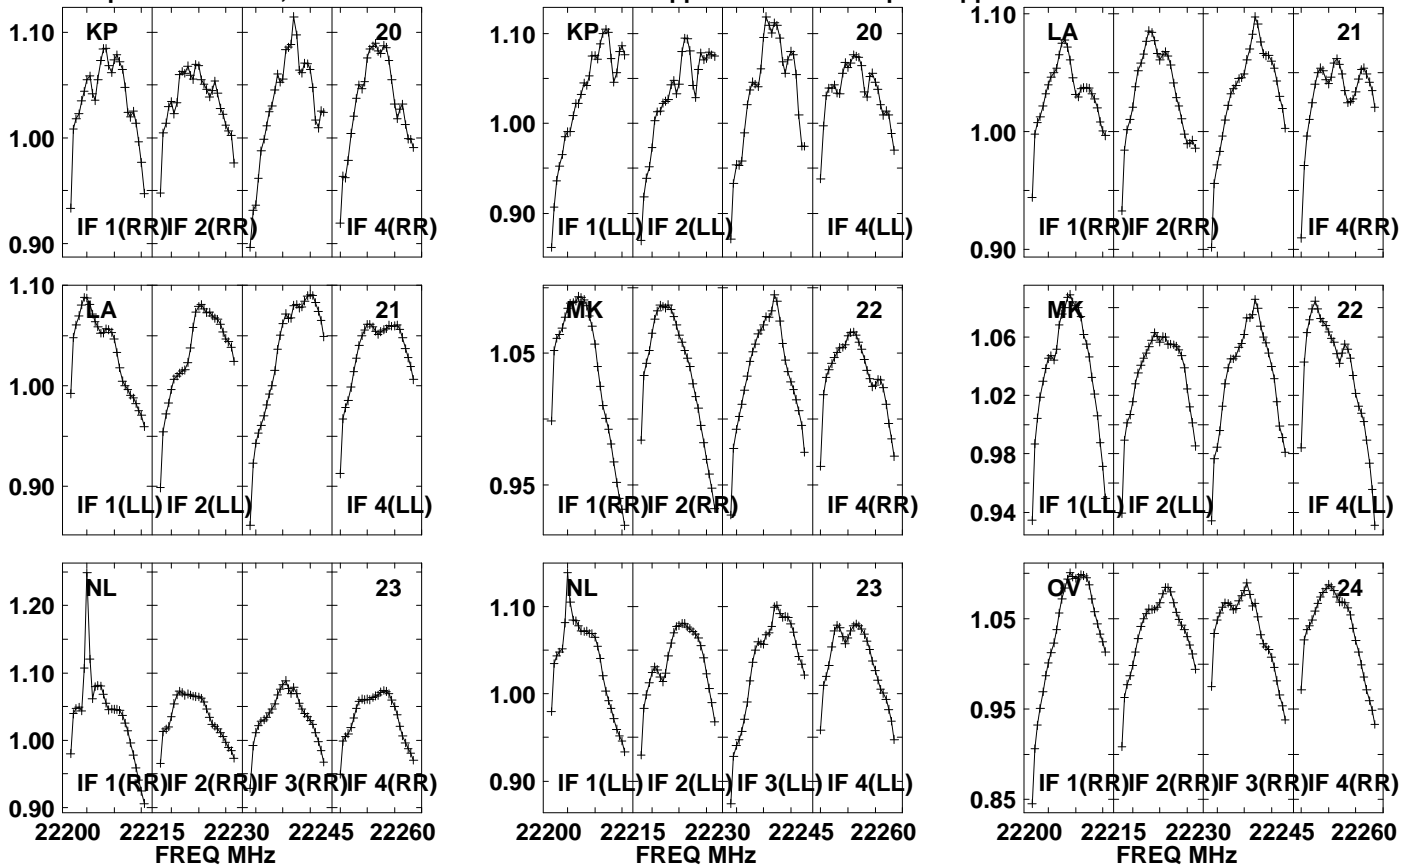 KP 20
1.10
1.00
0.90
IF 1(RR) IF 2(RR) IF 4(RR)
KP 20
1.10
1.00
0.90
IF 1(LL) IF 2(LL) IF 4(LL)
LA 21
1.10
1.00
0.90
IF 1(RR) IF 2(RR) IF 4(RR)
LA 21
1.10
1.00
0.90
IF 1(LL) IF 2(LL) IF 4(LL)
MK 22
1.05
0.95
IF 1(RR) IF 2(RR) IF 4(RR)
MK 22
1.06
1.02
0.98
0.94
IF 1(LL) IF 2(LL) IF 4(LL)
NL 23
1.20
1.10
1.00
0.90
IF 1(RR) IF 2(RR) IF 3(RR) IF 4(RR)
22200 22215 22230 22245 22260
FREQ MHz
NL 23
1.10
1.00
0.90
IF 1(LL) IF 2(LL) IF 3(LL) IF 4(LL)
22200 22215 22230 22245 22260
FREQ MHz
OV 24
1.05
0.95
0.85
IF 1(RR) IF 2(RR) IF 3(RR) IF 4(RR)
22200 22215 22230 22245 22260
FREQ MHz